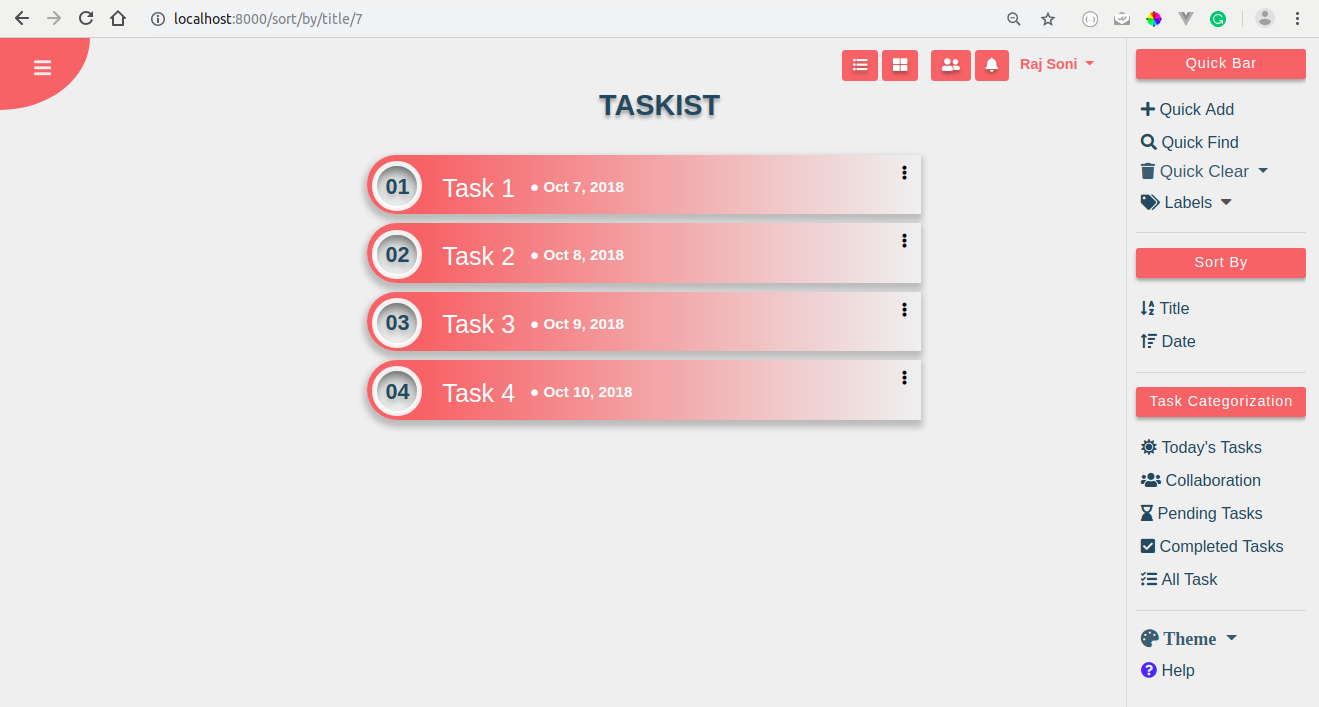 localhost:8000/sort/by/title/7
Raj Soni
TASKIST
01 Task 1 ● Oct 7, 2018
02 Task 2 ● Oct 8, 2018
03 Task 3 ● Oct 9, 2018
04 Task 4 ● Oct 10, 2018
Quick Bar
Quick Add
Quick Find
Quick Clear
Labels
Sort By
Title
Date
Task Categorization
Today's Tasks
Collaboration
Pending Tasks
Completed Tasks
All Task
Theme
Help